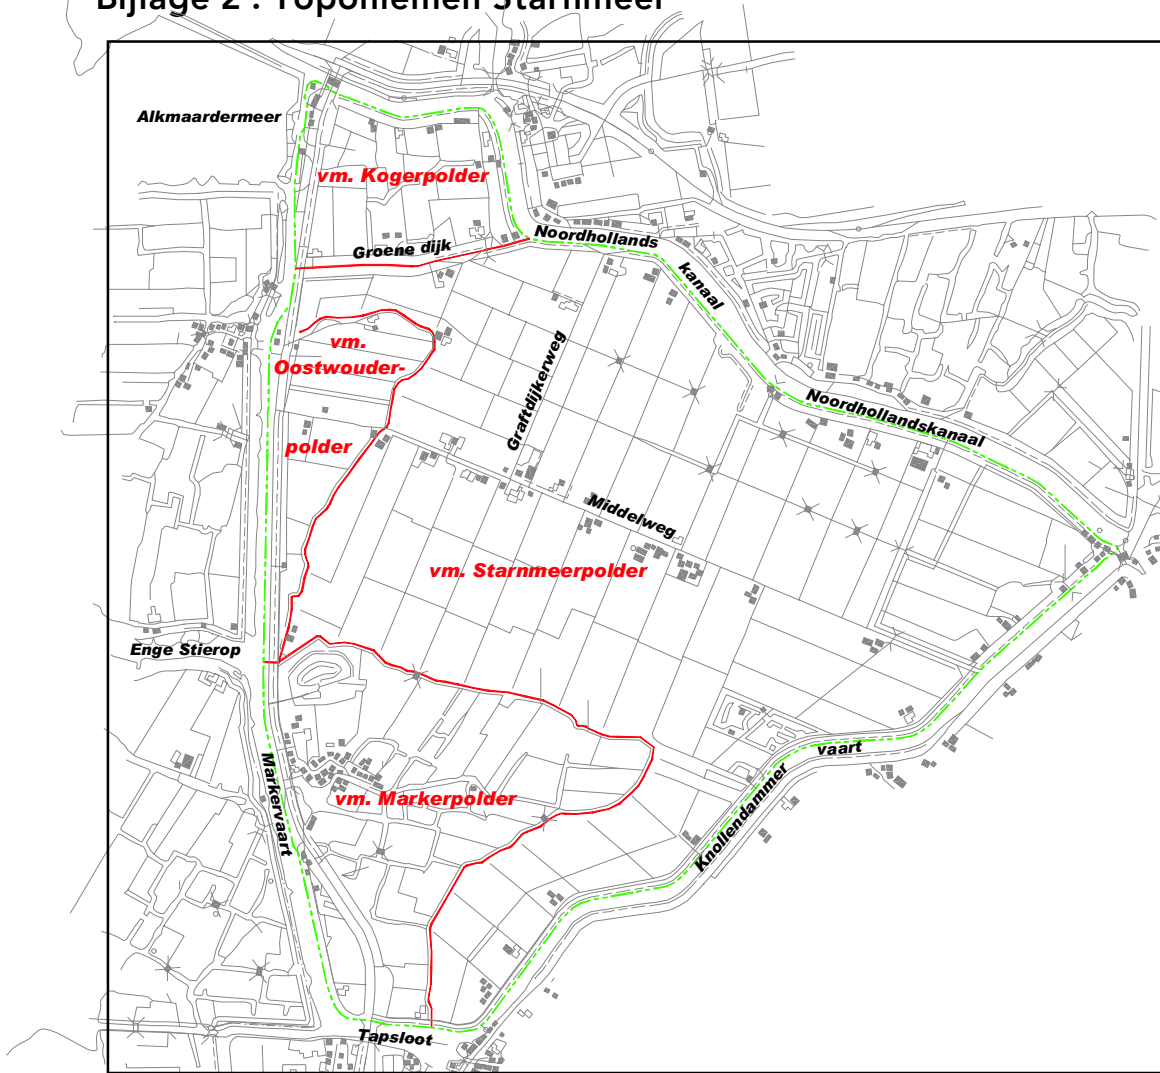 Bijlage 2 : Toponiemen Starnmeer
Alkmaardermeer
vm. Kogerpolder
Groene dijk
Noordhollands
kanaal
vm.
Oostwouder-
polder
Graftdijkerweg
Noordhollandskanaal
Middelweg
vm. Starnmeerpolder
Enge Stierop
Markervaart
vm. Markerpolder
Knollendammer
vaart
Tapsloot